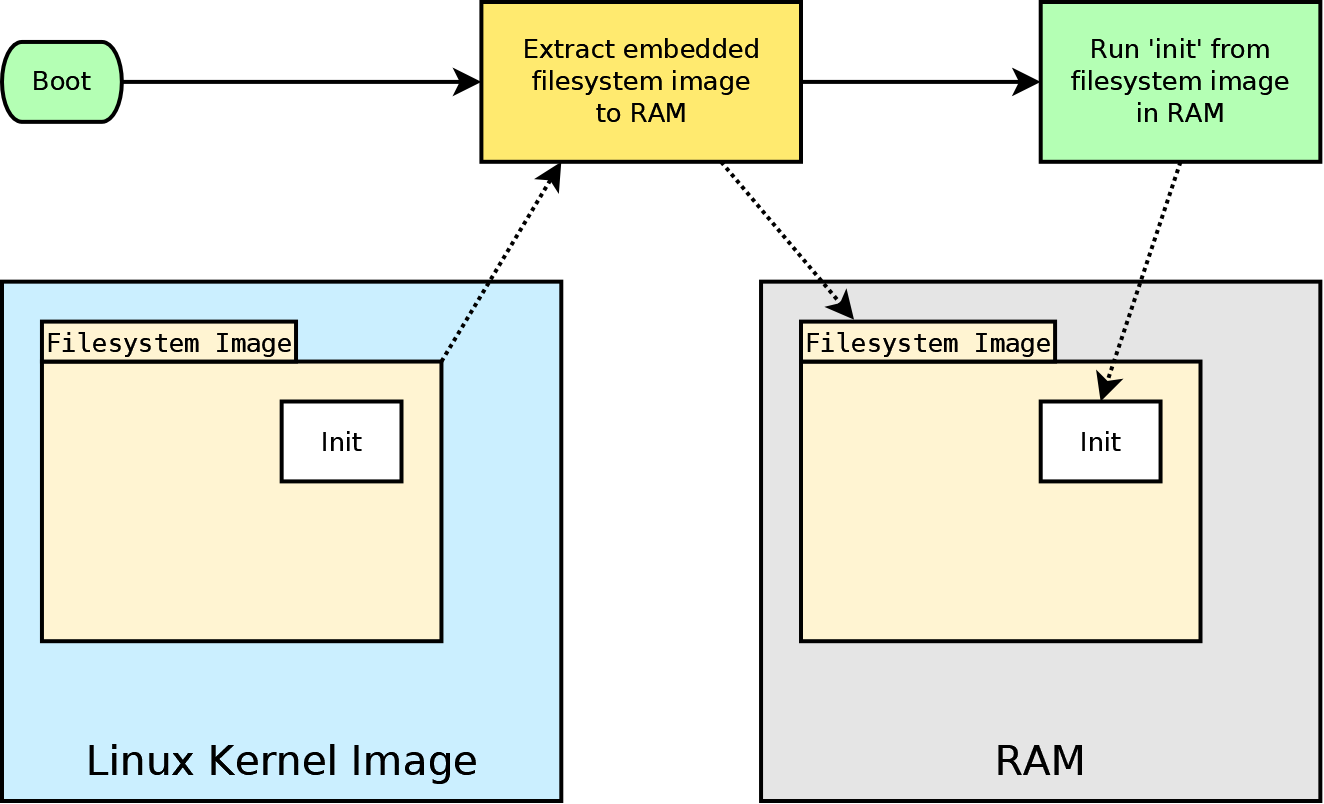 Boot
Extract embedded
filesystem image
to RAM
Run 'init' from
filesystem image
in RAM
Filesystem Image
Init
Linux Kernel Image
Filesystem Image
Init
RAM